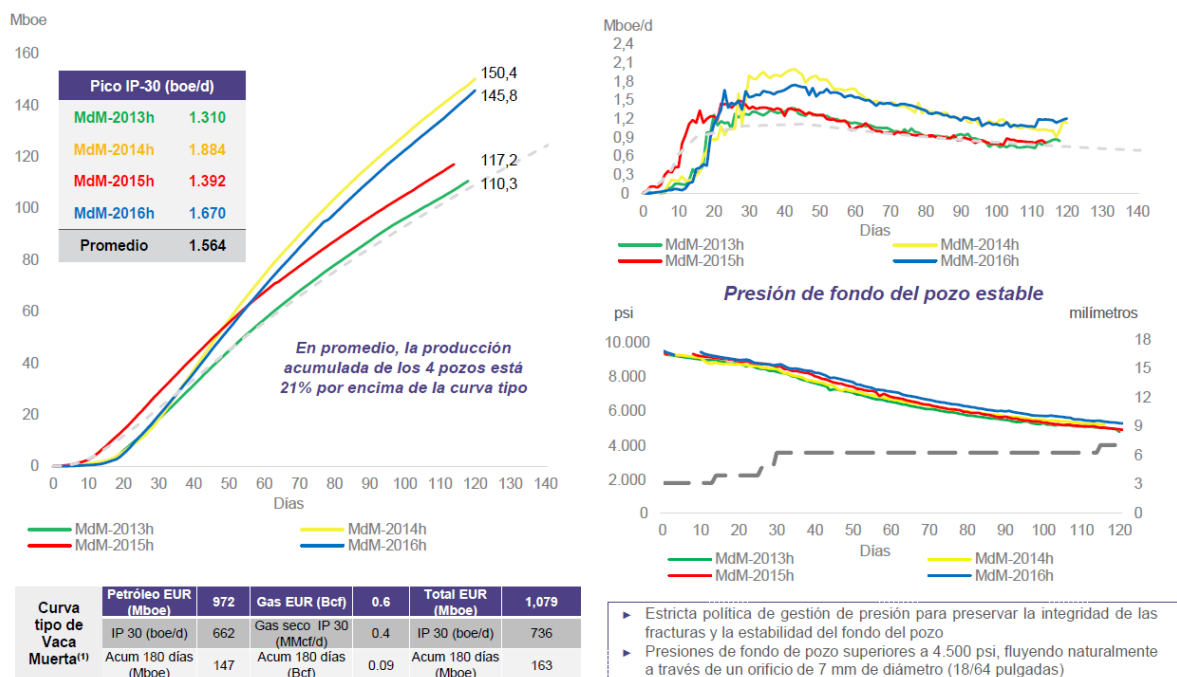 Mboe
160
140
120
100
80
60
40
20
0
Pico IP-30 (boe/d)
MdM-2013h 1.310
MdM-2014h 1.884
MdM-2015h 1.392
MdM-2016h 1.670
Promedio 1.564
150,4
145,8
117,2
110,3
En promedio, la producción
acumulada de los 4 pozos está
21% por encima de la curva tipo
0 10 20 30 40 50 60 70 80 90 100 110 120 130 140
Días
MdM-2013h MdM-2014h
MdM-2015h MdM-2016h
Mboe/d
2,4
2,1
1,8
1,5
1,2
0,9
0,6
0,3
0
0 10 20 30 40 50 60 70 80 90 100 110 120 130 140
Días
MdM-2013h MdM-2014h
MdM-2015h MdM-2016h
Presión de fondo del pozo estable
psi milímetros
10.000
8.000
6.000
4.000
2.000
0
18
15
12
9
6
3
0
0 10 20 30 40 50 60 70 80 90 100 110 120
Días
MdM-2013h MdM-2014h
MdM-2015h MdM-2016h
Curva tipo de Vaca Muerta(1)
Petróleo EUR (Mboe) 972 Gas EUR (Bcf) 0.6 Total EUR (Mboe) 1,079
IP 30 (boe/d) 662 Gas seco IP 30 (MMcf/d) 0.4 IP 30 (boe/d) 736
Acum 180 días (Mboe) 147 Acum 180 días (Bcf) 0.09 Acum 180 días (Mboe) 163
► Estricta política de gestión de presión para preservar la integridad de las
fracturas y la estabilidad del fondo del pozo
► Presiones de fondo de pozo superiores a 4.500 psi, fluyendo naturalmente
a través de un orificio de 7 mm de diámetro (18/64 pulgadas)